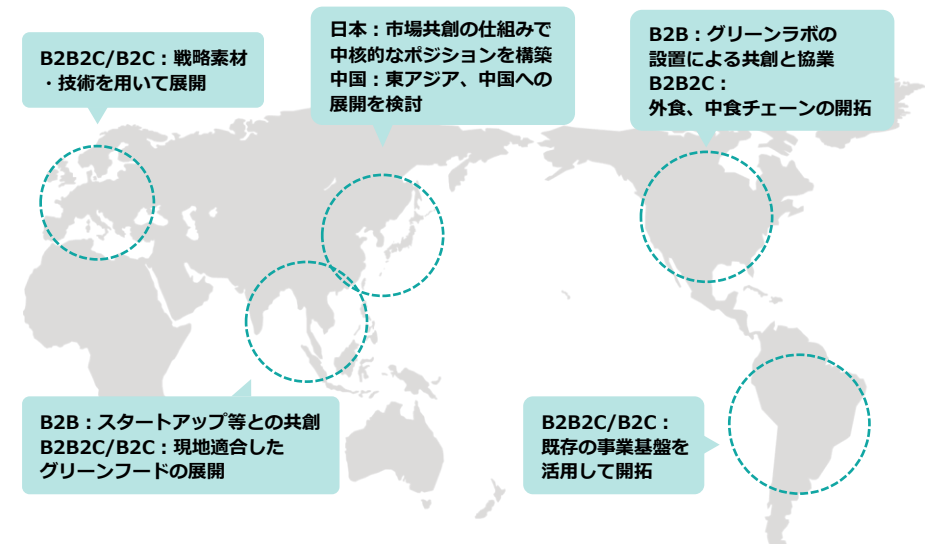 B2B2C/B2C：戦略素材
・技術を用いて展開
日本：市場共創の仕組みで
中核的なポジションを構築
中国：東アジア、中国への
展開を検討
B2B：グリーンラボの
設置による共創と協業
B2B2C：
外食、中食チェーンの開拓
B2B：スタートアップ等との共創
B2B2C/B2C：現地適合した
グリーンフードの展開
B2B2C/B2C：
既存の事業基盤を
活用して開拓